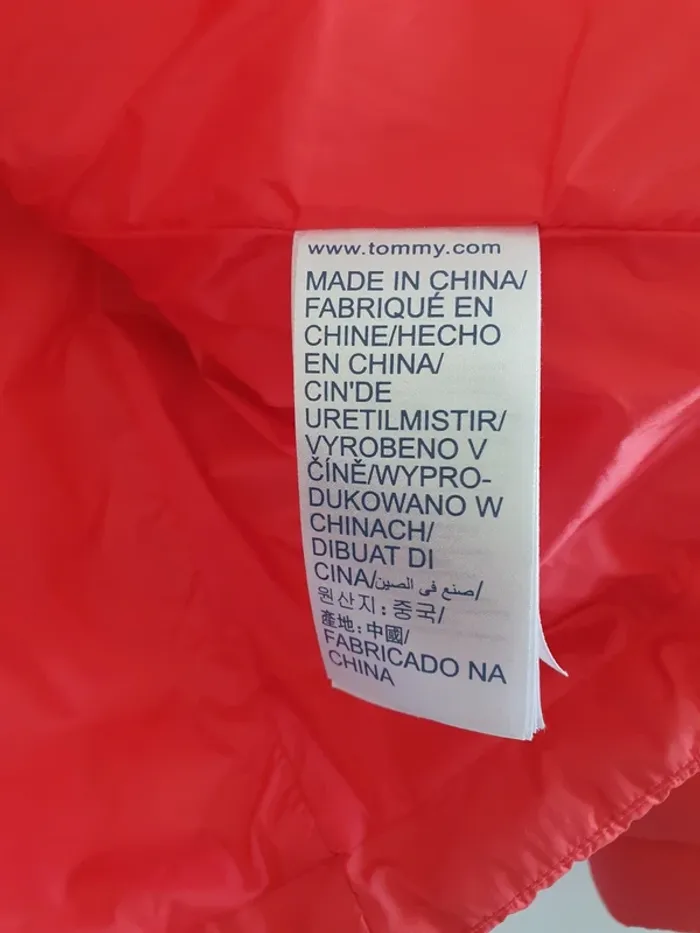 www.tommy.com
MADE IN CHINA/
FABRIQUÉ EN
CHINE/HECHO
EN CHINA/
CIN'DE
URETILMISTIR/
VYROBENO V
ČÍNĚ/WYPRO-
DUKOWANO W
CHINACH/
DIBUAT DI
CINA/صنع في الصين/
원산지: 중국/
產地: 中國/
FABRICADO NA
CHINA